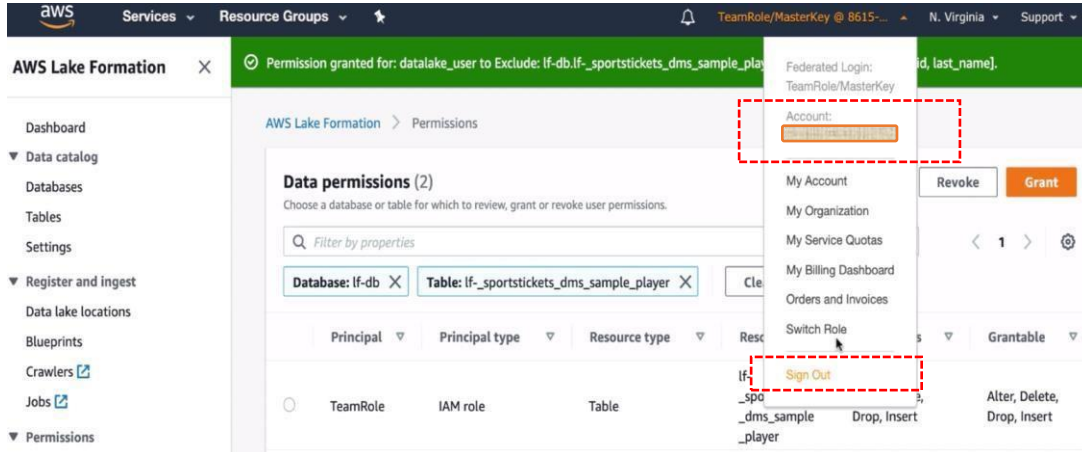 aws
Services
Resource Groups
TeamRole/MasterKey @ 8615-...
N. Virginia
Support
AWS Lake Formation
Dashboard
Data catalog
Databases
Tables
Settings
Register and ingest
Data lake locations
Blueprints
Crawlers
Jobs
Permissions
Permission granted for: datalake_user to Exclude: lf-db.lf-_sportstickets_dms_sample_play
id, last_name].
AWS Lake Formation > Permissions
Data permissions (2)
Choose a database or table for which to review, grant or revoke user permissions.
Revoke
Grant
Filter by properties
1
Database: lf-db
Table: lf-_sportstickets_dms_sample_player
Cle
Principal
Principal type
Resource type
Reso
s
Grantable
TeamRole
IAM role
Table
lf-
_spo
_dms_sample
_player
e,
Drop, Insert
Alter, Delete,
Drop, Insert
Federated Login:
TeamRole/MasterKey
Account:
My Account
My Organization
My Service Quotas
My Billing Dashboard
Orders and Invoices
Switch Role
Sign Out